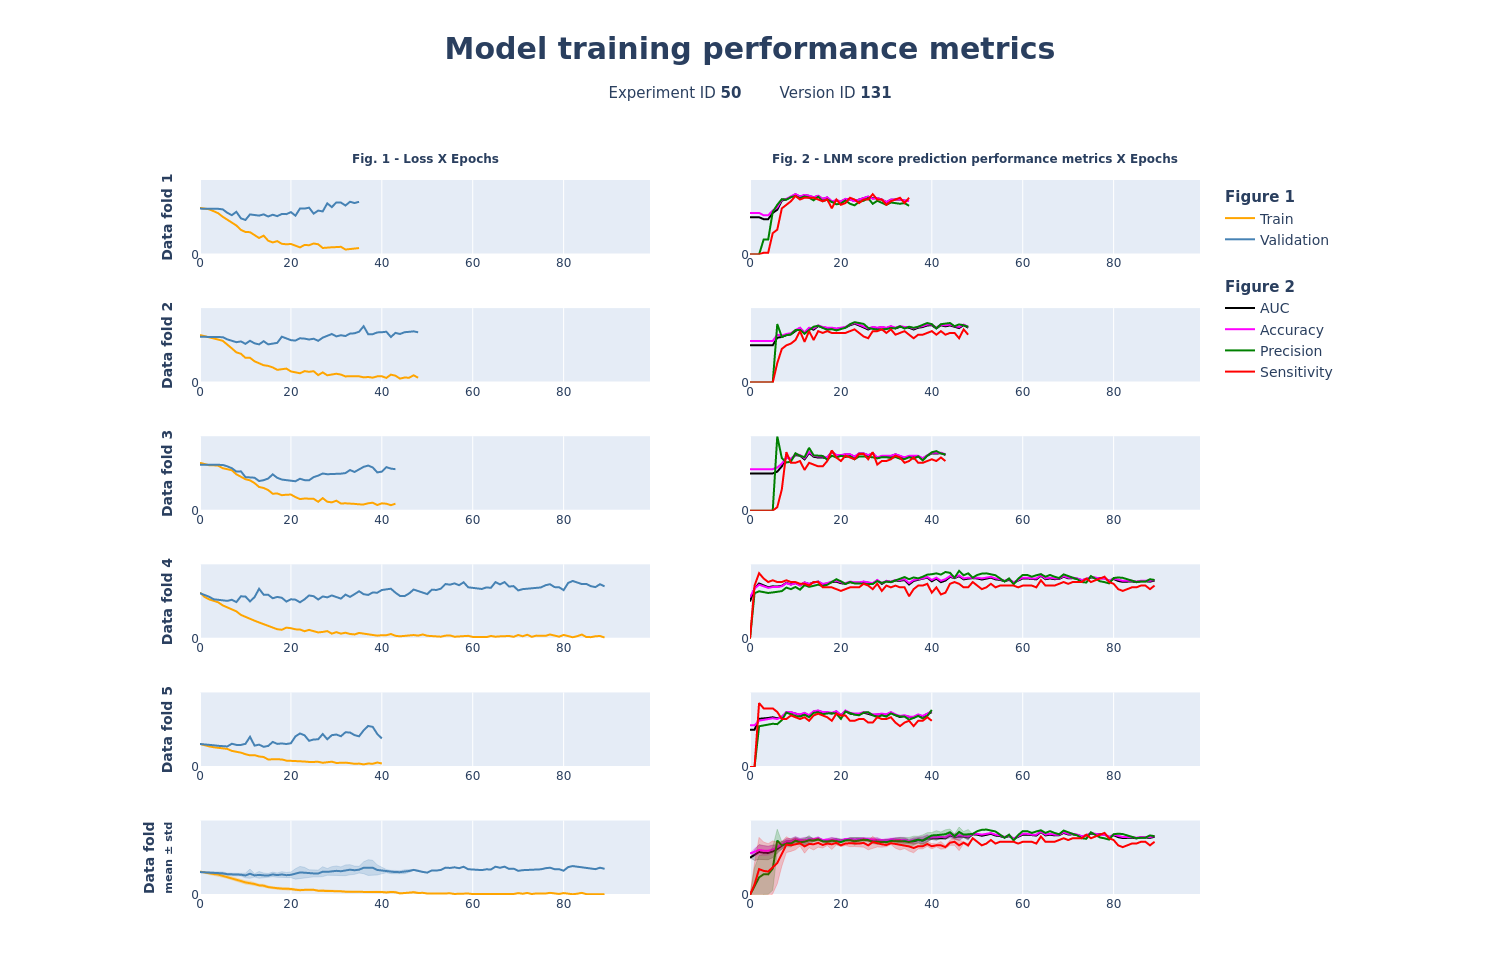 Model training performance metrics
Experiment ID 50 Version ID 131
Fig. 1 - Loss X Epochs
Fig. 2 - LNM score prediction performance metrics X Epochs
Data fold 1
0
0 20 40 60 80
0
0 20 40 60 80
Figure 1
Train
Validation
Figure 2
AUC
Accuracy
Precision
Sensitivity
Data fold 2
0
0 20 40 60 80
0
0 20 40 60 80
Data fold 3
0
0 20 40 60 80
0
0 20 40 60 80
Data fold 4
0
0 20 40 60 80
0
0 20 40 60 80
Data fold 5
0
0 20 40 60 80
0
0 20 40 60 80
Data fold
mean ± std
0
0 20 40 60 80
0
0 20 40 60 80